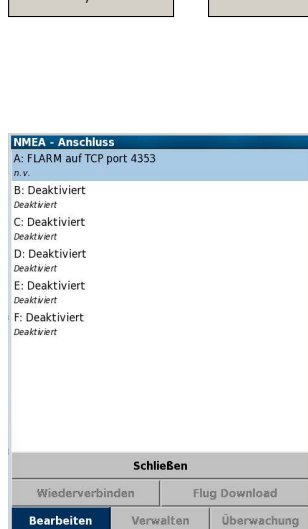 NMEA - Anschluss
A: FLARM auf TCP port 4353
n.v.
B: Deaktiviert
Deaktiviert
C: Deaktiviert
Deaktiviert
D: Deaktiviert
Deaktiviert
E: Deaktiviert
Deaktiviert
F: Deaktiviert
Deaktiviert
Schließen
Wiederverbinden Flug Download
Bearbeiten Verwalten Überwachung